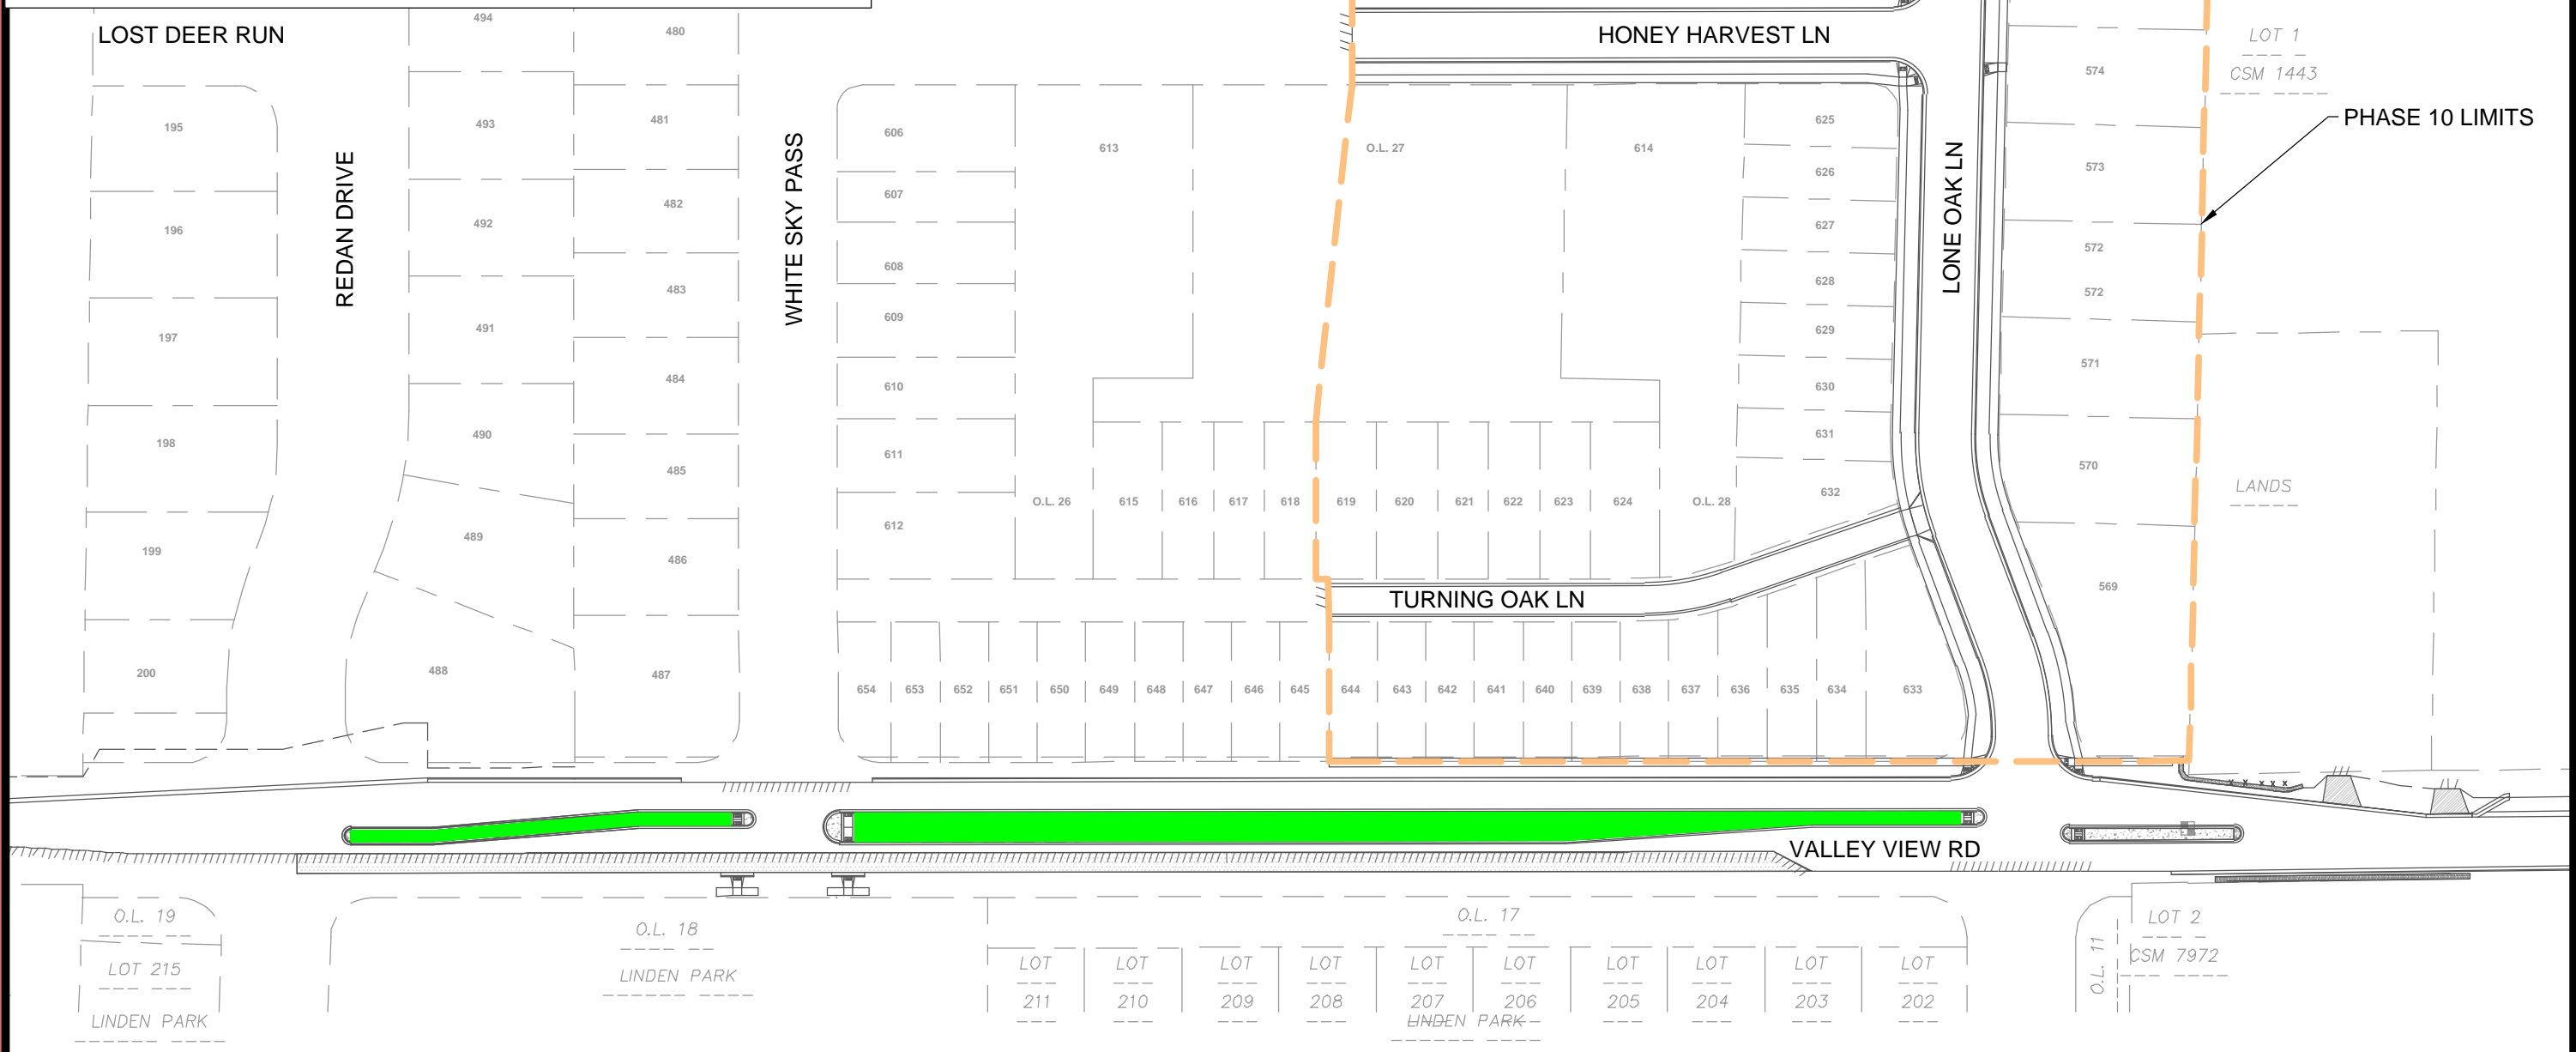 LOST DEER RUN
REDAN DRIVE
WHITE SKY PASS
HONEY HARVEST LN
LONE OAK LN
TURNING OAK LN
VALLEY VIEW RD
PHASE 10 LIMITS
LOT 1
CSM 1443
LANDS
195
196
197
198
199
200
494
493
492
491
490
489
488
480
481
482
483
484
485
486
487
606
607
608
609
610
611
612
613
O.L. 27
614
625
626
627
628
629
630
631
632
574
573
572
572
571
570
569
O.L. 26
615
616
617
618
619
620
621
622
623
624
O.L. 28
654
653
652
651
650
649
648
647
646
645
644
643
642
641
640
639
638
637
636
635
634
633
O.L. 19
LOT 215
LINDEN PARK
O.L. 18
LINDEN PARK
O.L. 17
LOT
211
LOT
210
LOT
209
LOT
208
LOT
207
LOT
206
LOT
205
LOT
204
LOT
203
LOT
202
LINDEN PARK
O.L. 11
LOT 2
CSM 7972